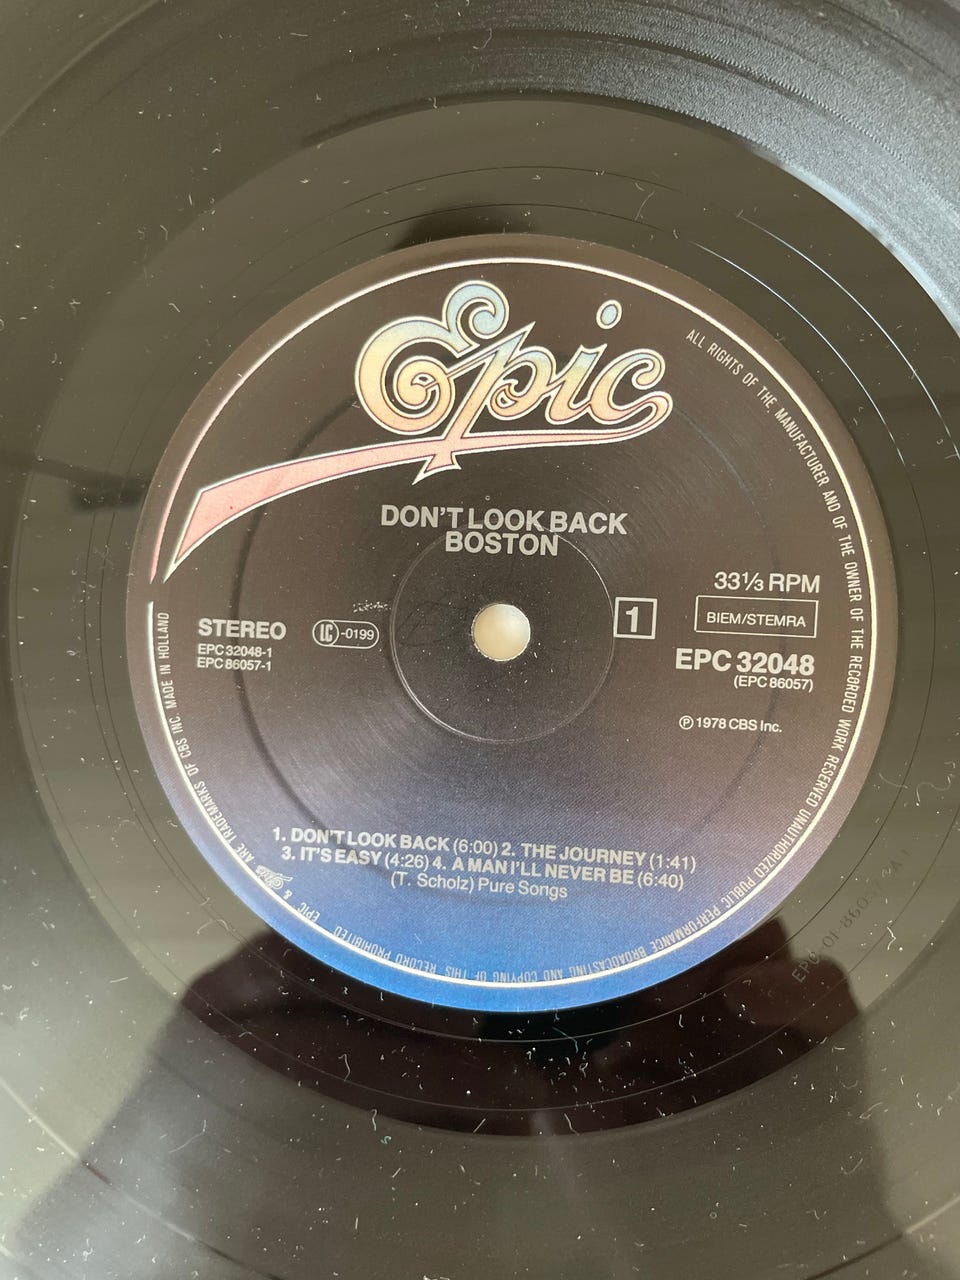 Epic
DON'T LOOK BACK
BOSTON
33⅓ RPM
BIEM/STEMRA
1
STEREO
LC-0199
EPC 32048-1
EPC 86057-1
EPC 32048
(EPC 86057)
℗ 1978 CBS Inc.
1. DON'T LOOK BACK (6:00) 2. THE JOURNEY (1:41)
3. IT'S EASY (4:26) 4. A MAN I'LL NEVER BE (6:40)
(T. Scholz) Pure Songs
ALL RIGHTS OF THE MANUFACTURER AND OF THE OWNER OF THE RECORDED WORK RESERVED UNAUTHORIZED PUBLIC PERFORMANCE BROADCASTING AND COPYING OF THIS RECORD PROHIBITED
EPIC & Epic ARE TRADEMARKS OF CBS INC. MADE IN HOLLAND